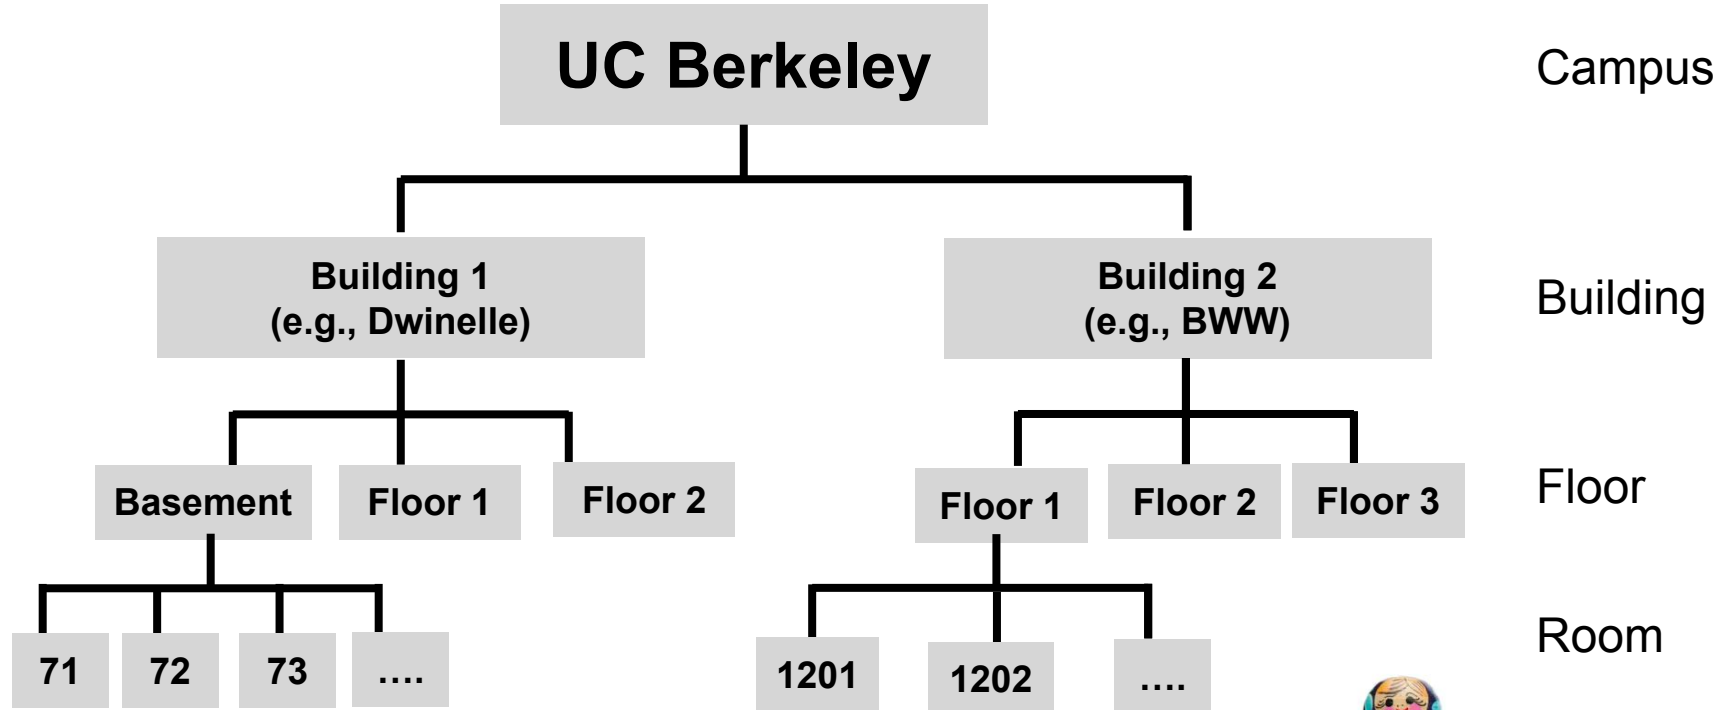 UC Berkeley
Campus
Building 1
(e.g., Dwinelle)
Building 2
(e.g., BWW)
Building
Basement
Floor 1
Floor 2
Floor 1
Floor 2
Floor 3
Floor
71
72
73
....
1201
1202
....
Room